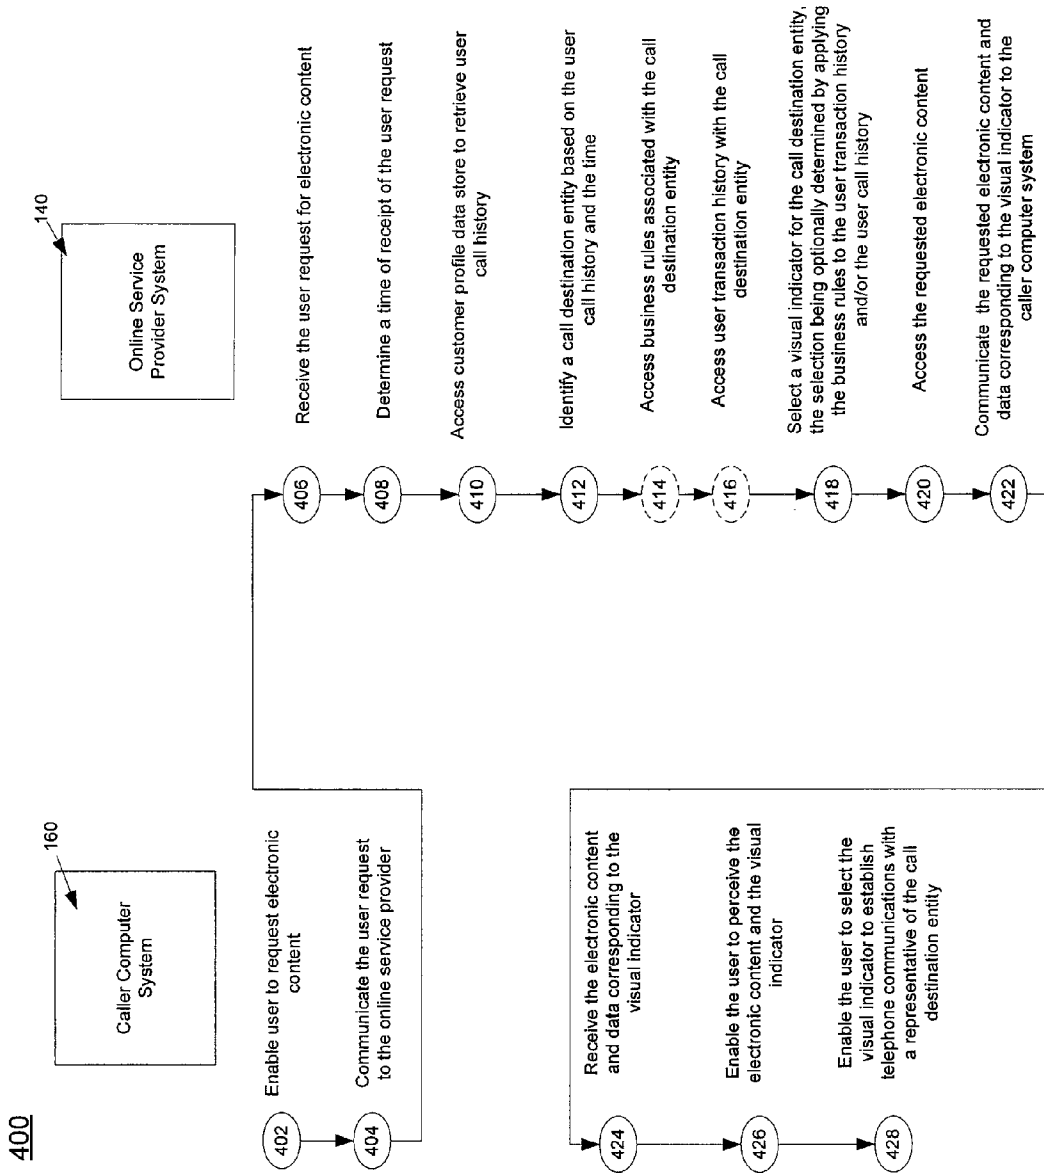 400
Caller Computer
System
160
Online Service
Provider System
140
402
Enable user to request electronic
content
404
Communicate the user request
to the online service provider
406
Receive the user request for electronic content
408
Determine a time of receipt of the user request
410
Access customer profile data store to retrieve user
call history
412
Identify a call destination entity based on the user
call history and the time
414
Access business rules associated with the call
destination entity
416
Access user transaction history with the call
destination entity
418
Select a visual indicator for the call destination entity,
the selection being optionally determined by applying
the business rules to the user transaction history
and/or the user call history
420
Access the requested electronic content
422
Communicate the requested electronic content and
data corresponding to the visual indicator to the
caller computer system
424
Receive the electronic content
and data corresponding to the
visual indicator
426
Enable the user to perceive the
electronic content and the visual
indicator
428
Enable the user to select the
visual indicator to establish
telephone communications with
a representative of the call
destination entity